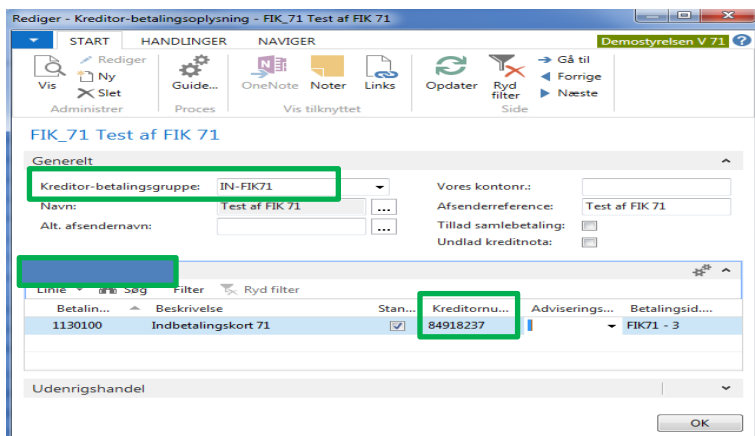 Rediger - Kreditor-betalingsoplysning - FIK_71 Test af FIK 71
START HANDLINGER NAVIGER Demostyrelsen V 71
Vis
Rediger
Ny
Slet
Administrer
Guide...
Proces
OneNote Noter Links
Vis tilknyttet
Opdater
Ryd filter
Gå til
Forrige
Næste
Side
FIK_71 Test af FIK 71
Generelt
Kreditor-betalingsgruppe: IN-FIK71
Vores kontonr.:
Navn: Test af FIK 71 ...
Afsenderreference: Test af FIK 71
Alt. afsendernavn: ...
Tillad samlebetaling:
Undlad kreditnota:
Linie Søg Filter Ryd filter
Betalin... Beskrivelse Stan... Kreditornu... Adviserings... Betalingsid....
1130100 Indbetalingskort 71 84918237 FIK71 - 3
Udenrigshandel
OK